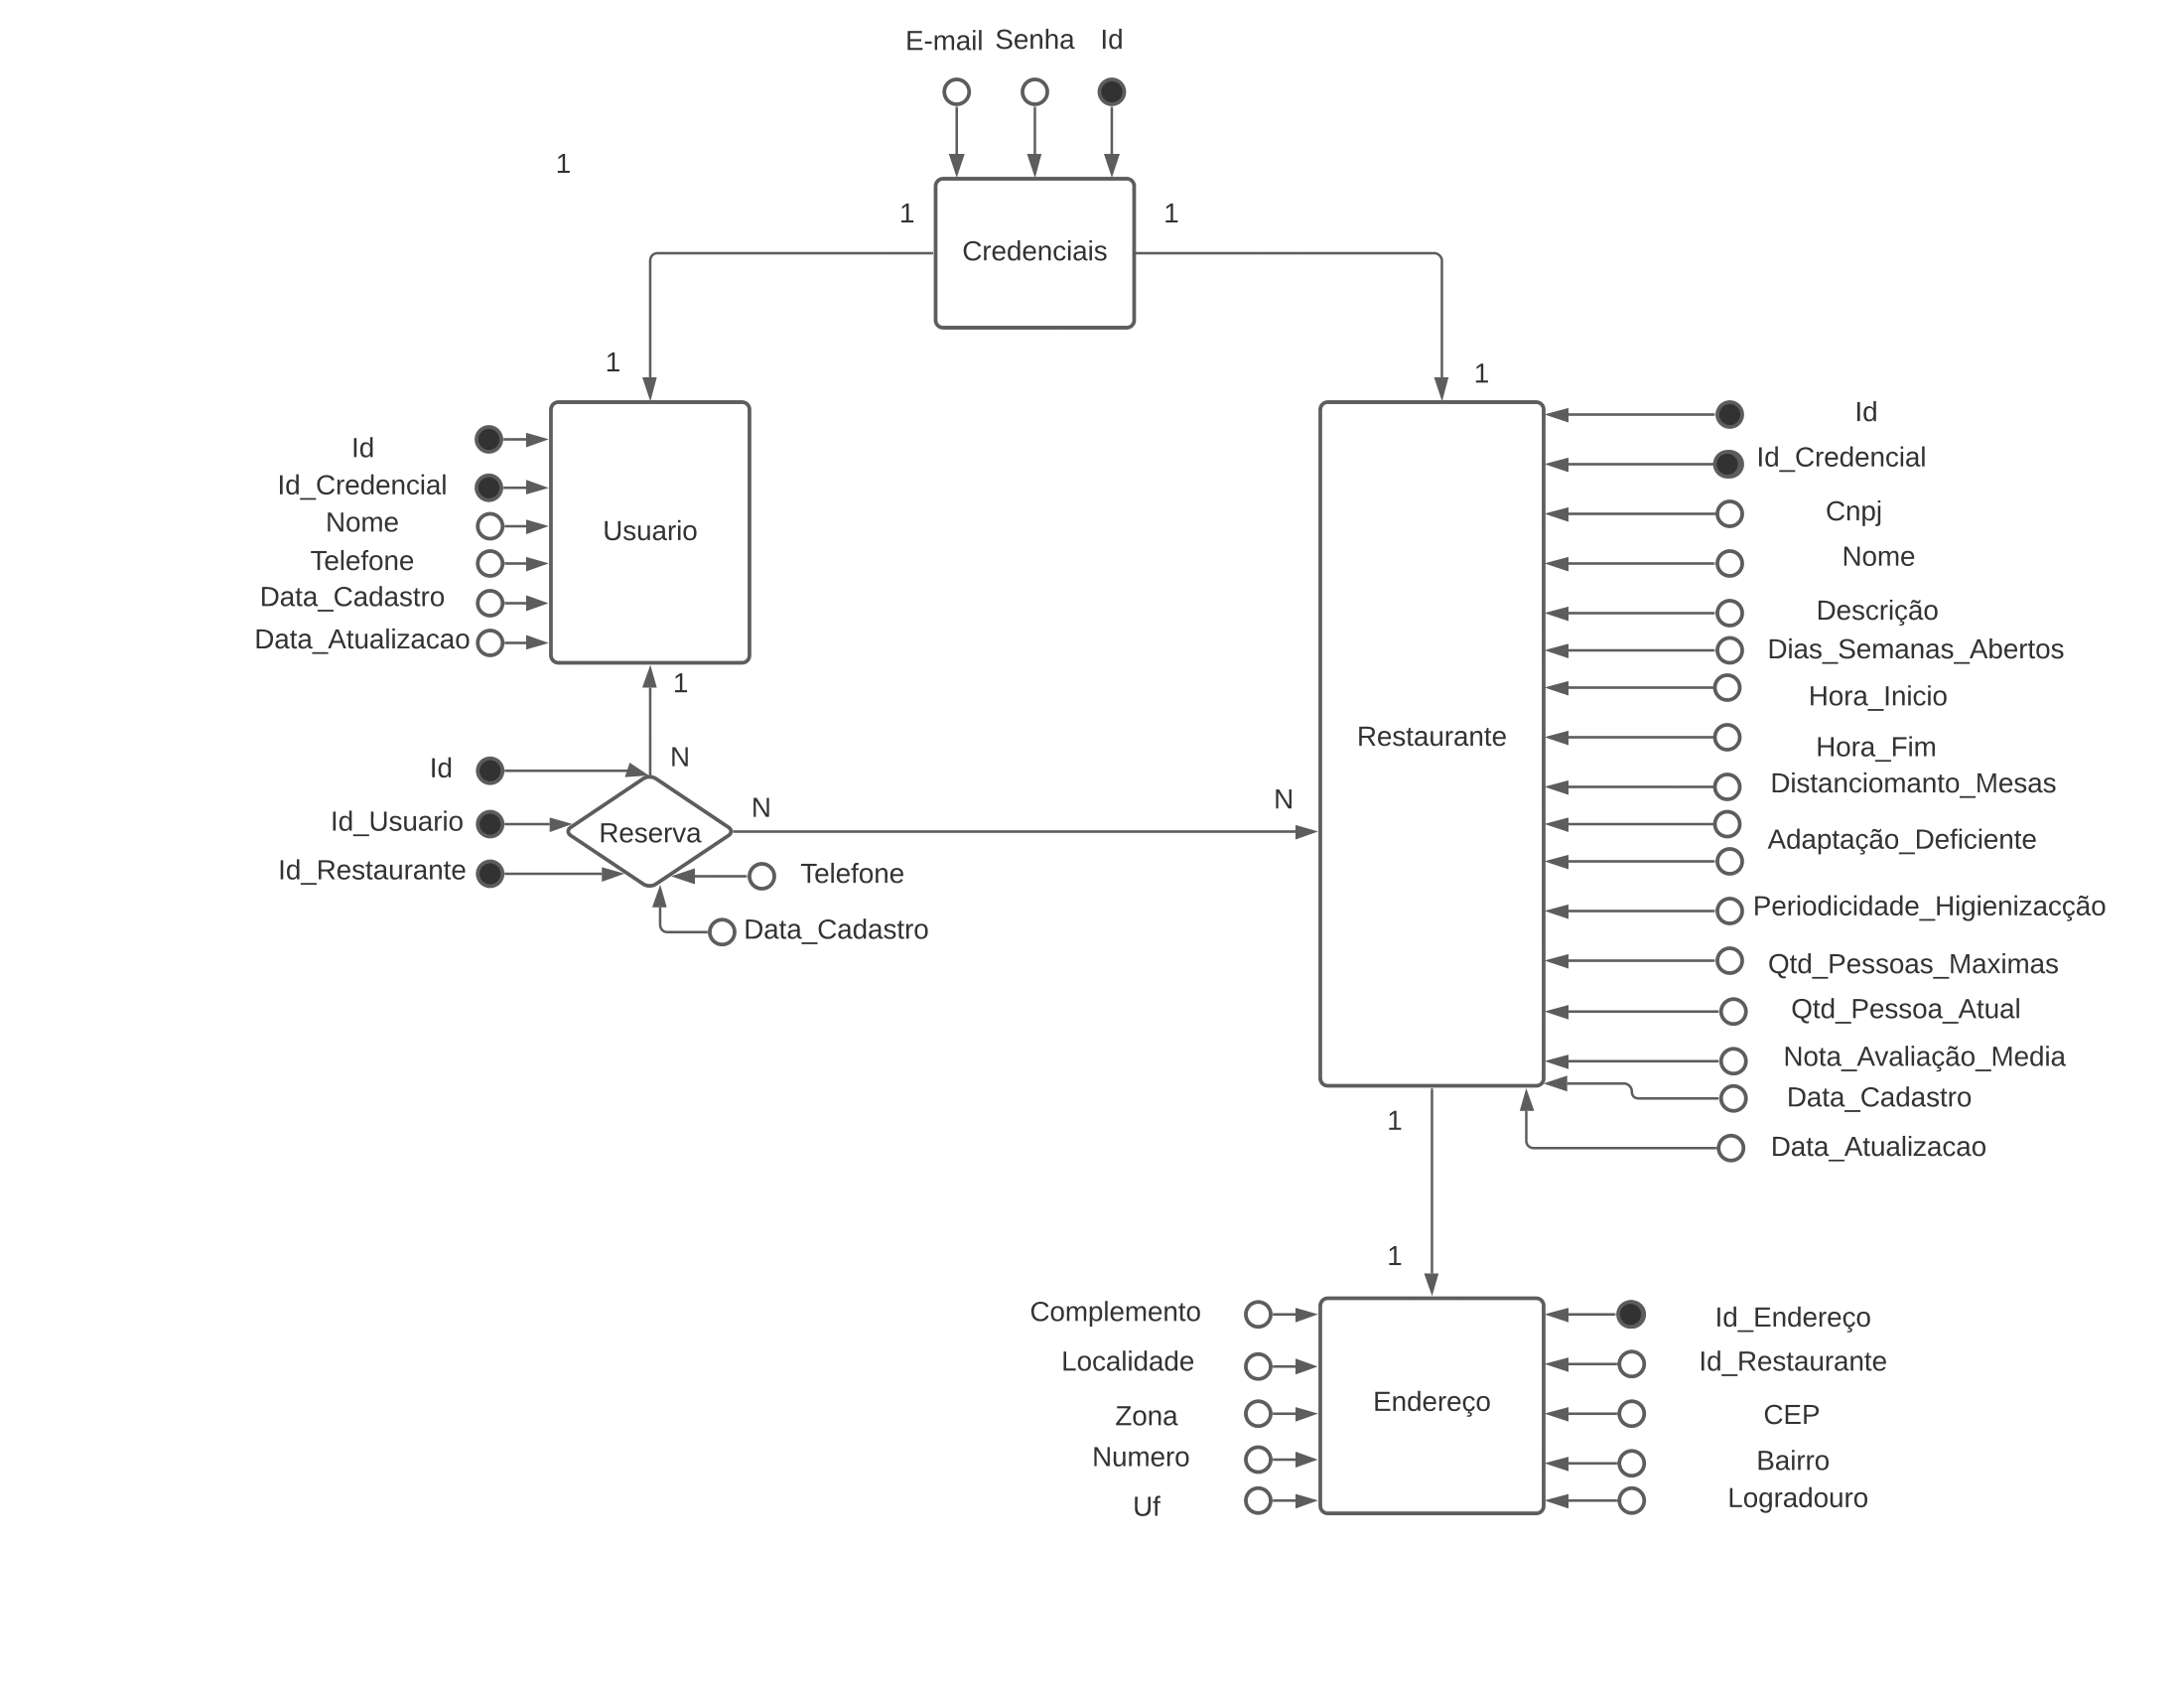 E-mail Senha Id
1
1
1
Credenciais
1
1
Id
Id_Credencial
Nome
Telefone
Data_Cadastro
Data_Atualizacao
Usuario
1
N
Id
Id_Usuario
Id_Restaurante
Reserva
N
N
Telefone
Data_Cadastro
Restaurante
Id
Id_Credencial
Cnpj
Nome
Descrição
Dias_Semanas_Abertos
Hora_Inicio
Hora_Fim
Distanciomanto_Mesas
Adaptação_Deficiente
Periodicidade_Higienizacção
Qtd_Pessoas_Maximas
Qtd_Pessoa_Atual
Nota_Avaliação_Media
Data_Cadastro
Data_Atualizacao
1
1
Complemento
Localidade
Zona
Numero
Uf
Endereço
Id_Endereço
Id_Restaurante
CEP
Bairro
Logradouro